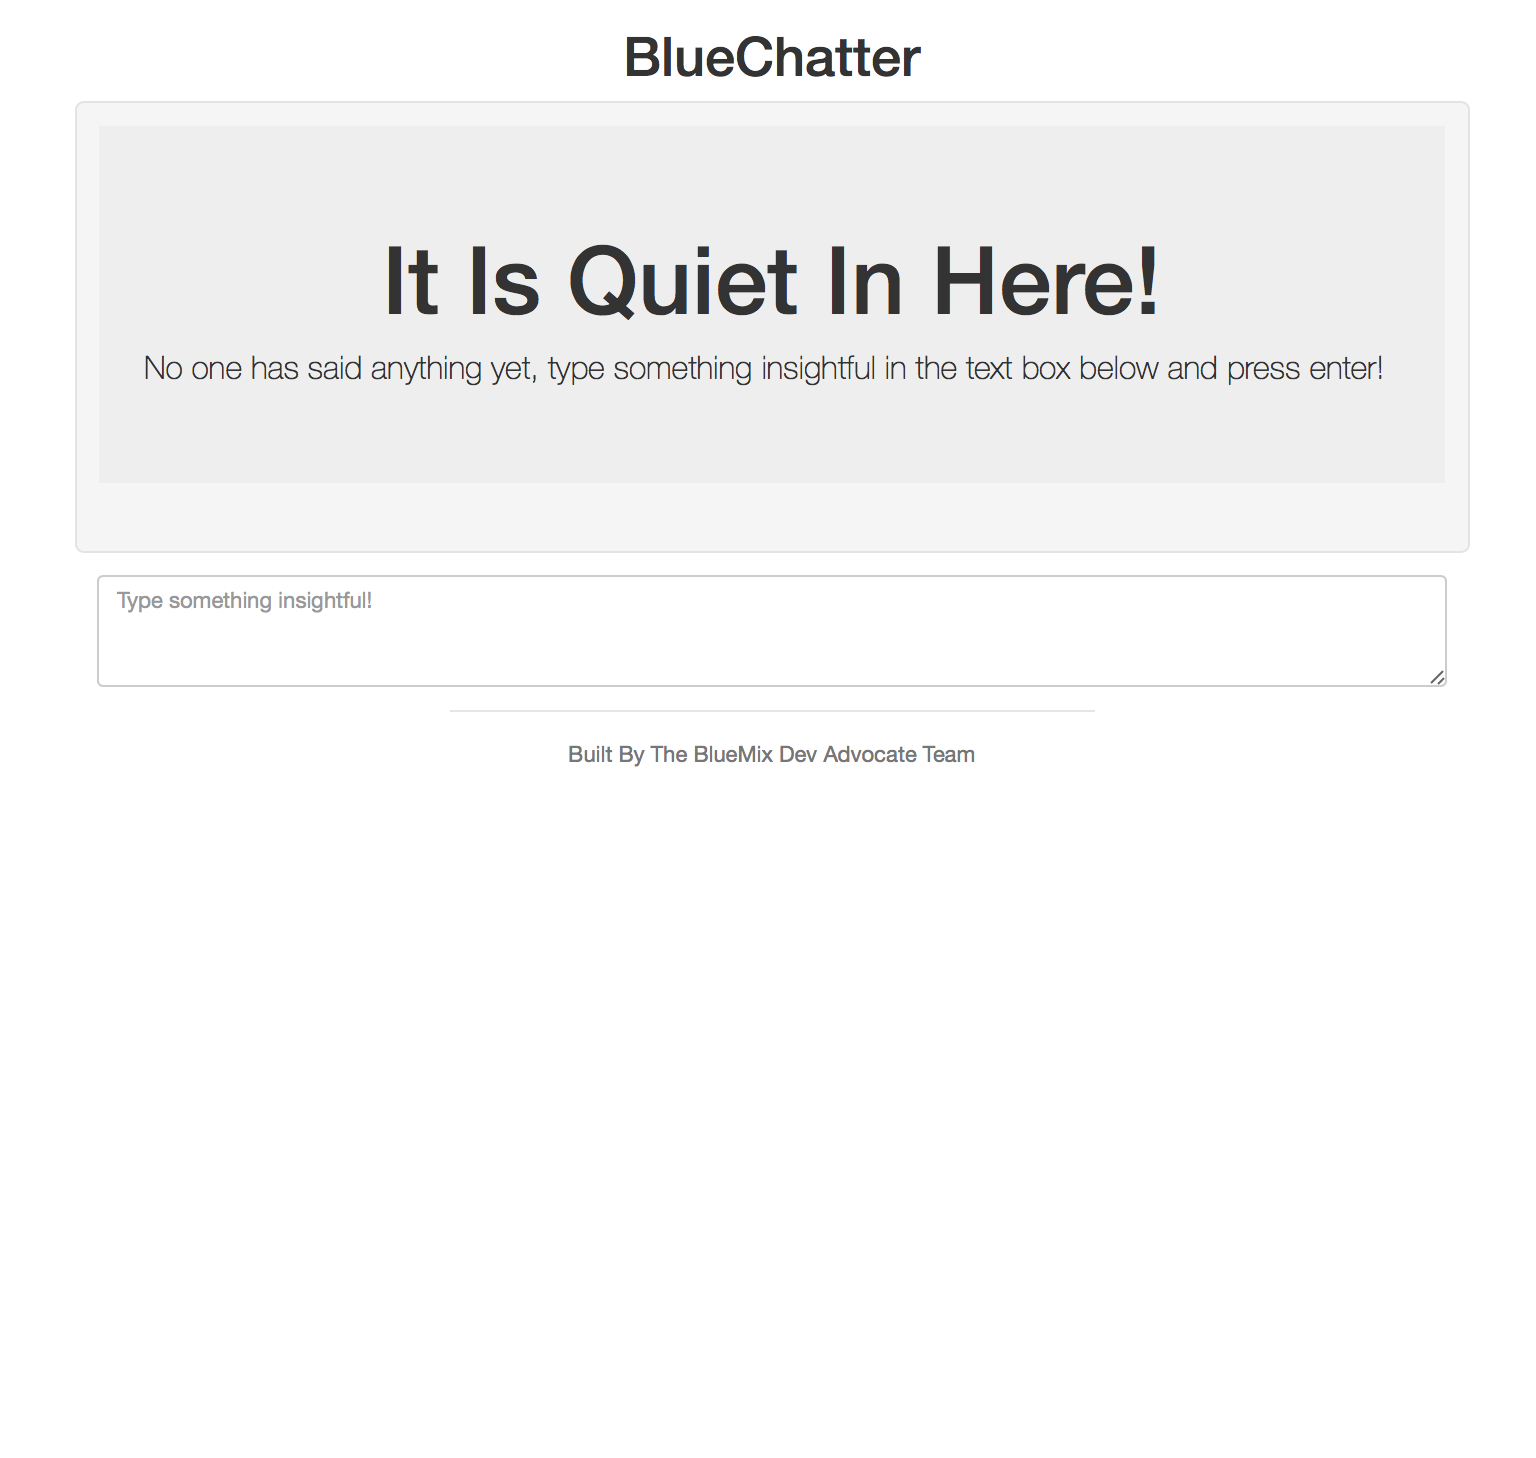 BlueChatter
It Is Quiet In Here!
No one has said anything yet, type something insightful in the text box below and press enter!
Type something insightful!
Built By The BlueMix Dev Advocate Team